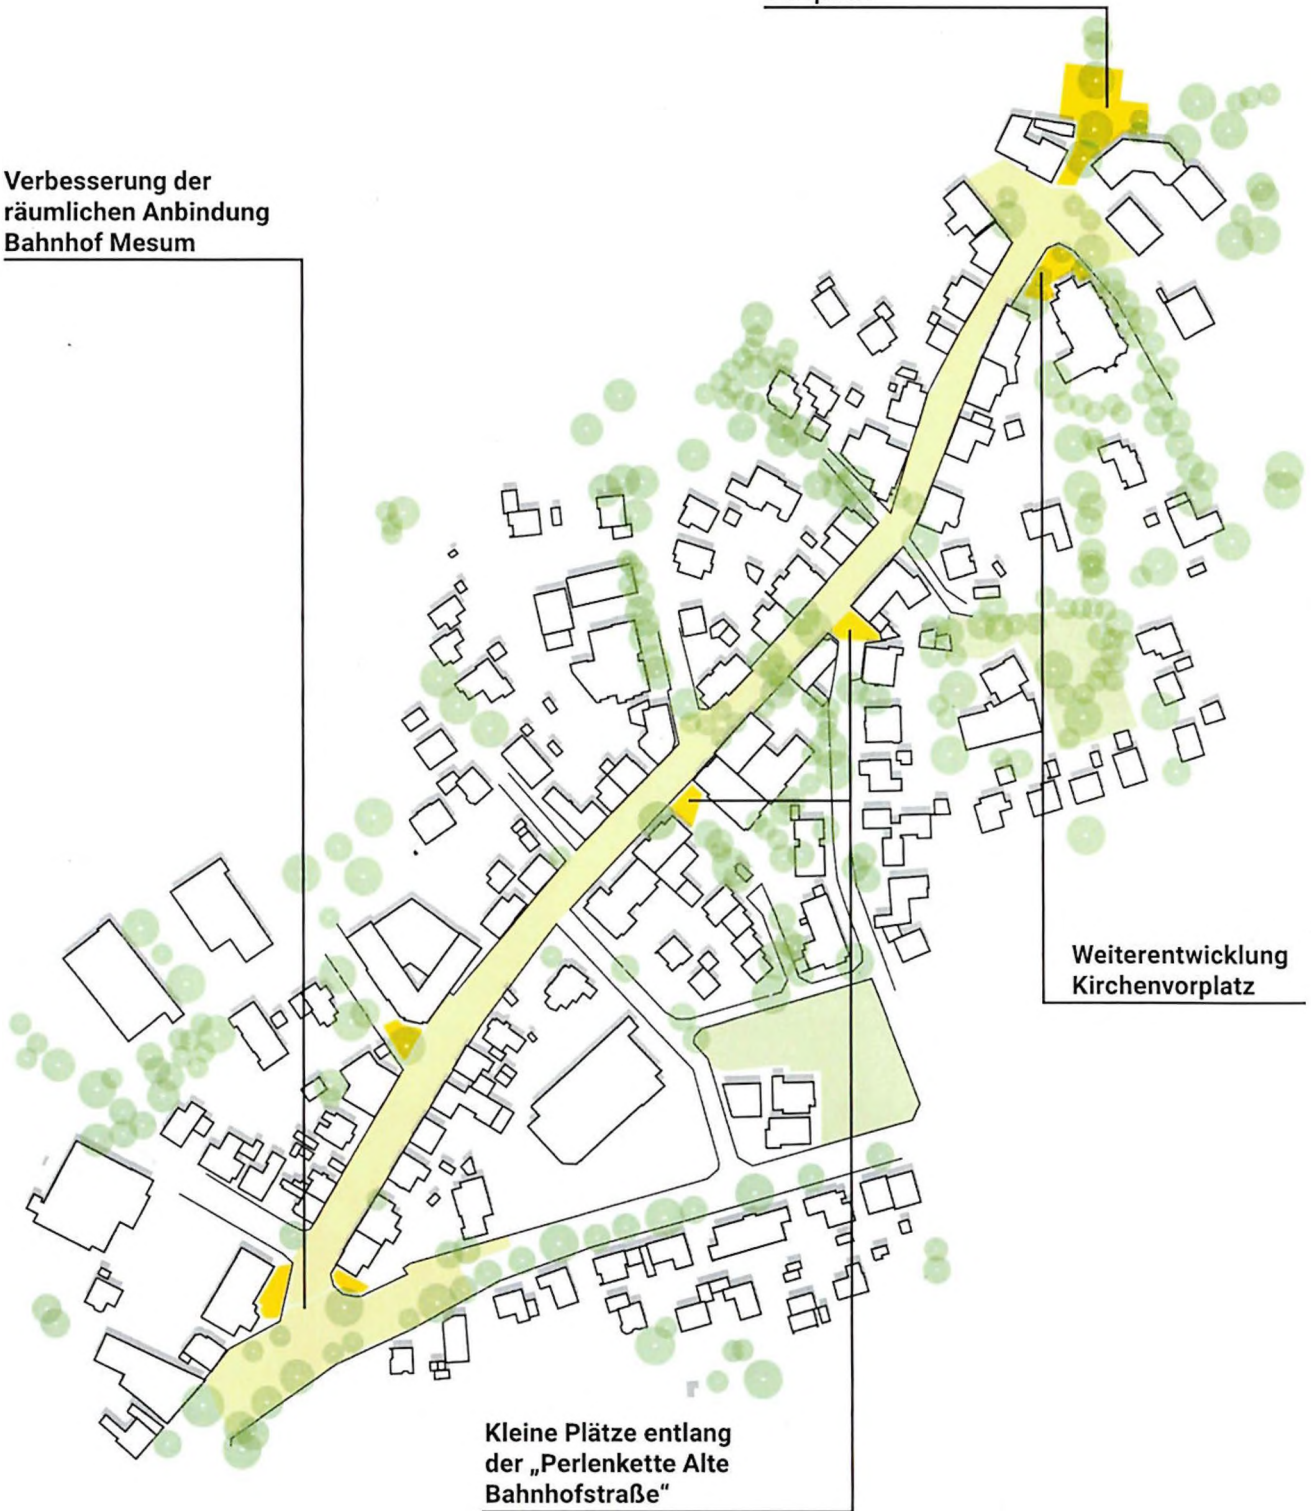 Verbesserung der
räumlichen Anbindung
Bahnhof Mesum
Weiterentwicklung
Kirchenvorplatz
Kleine Plätze entlang
der „Perlenkette Alte
Bahnhofstraße“